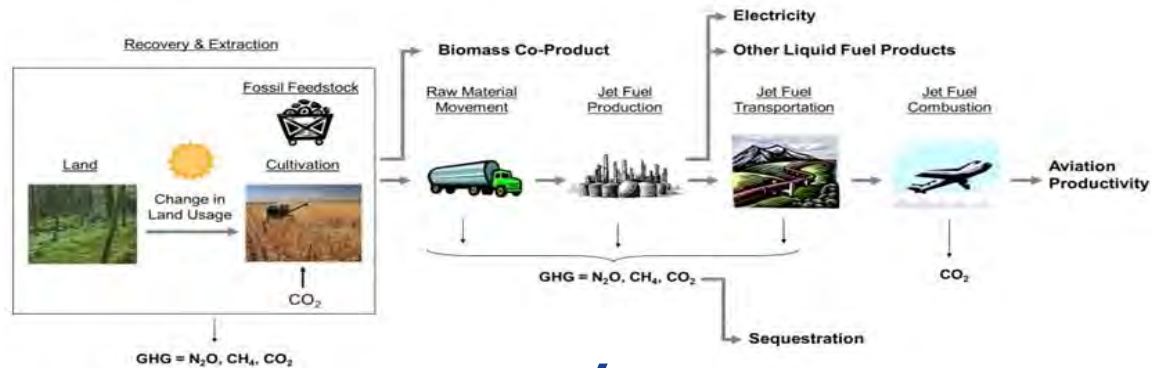 Recovery & Extraction
Fossil Feedstock
Land
Cultivation
Change in
Land Usage
CO₂
GHG = N₂O, CH₄, CO₂
Biomass Co-Product
Electricity
Other Liquid Fuel Products
Raw Material
Movement
Jet Fuel
Production
Jet Fuel
Transportation
Jet Fuel
Combustion
Aviation
Productivity
GHG = N₂O, CH₄, CO₂
CO₂
Sequestration